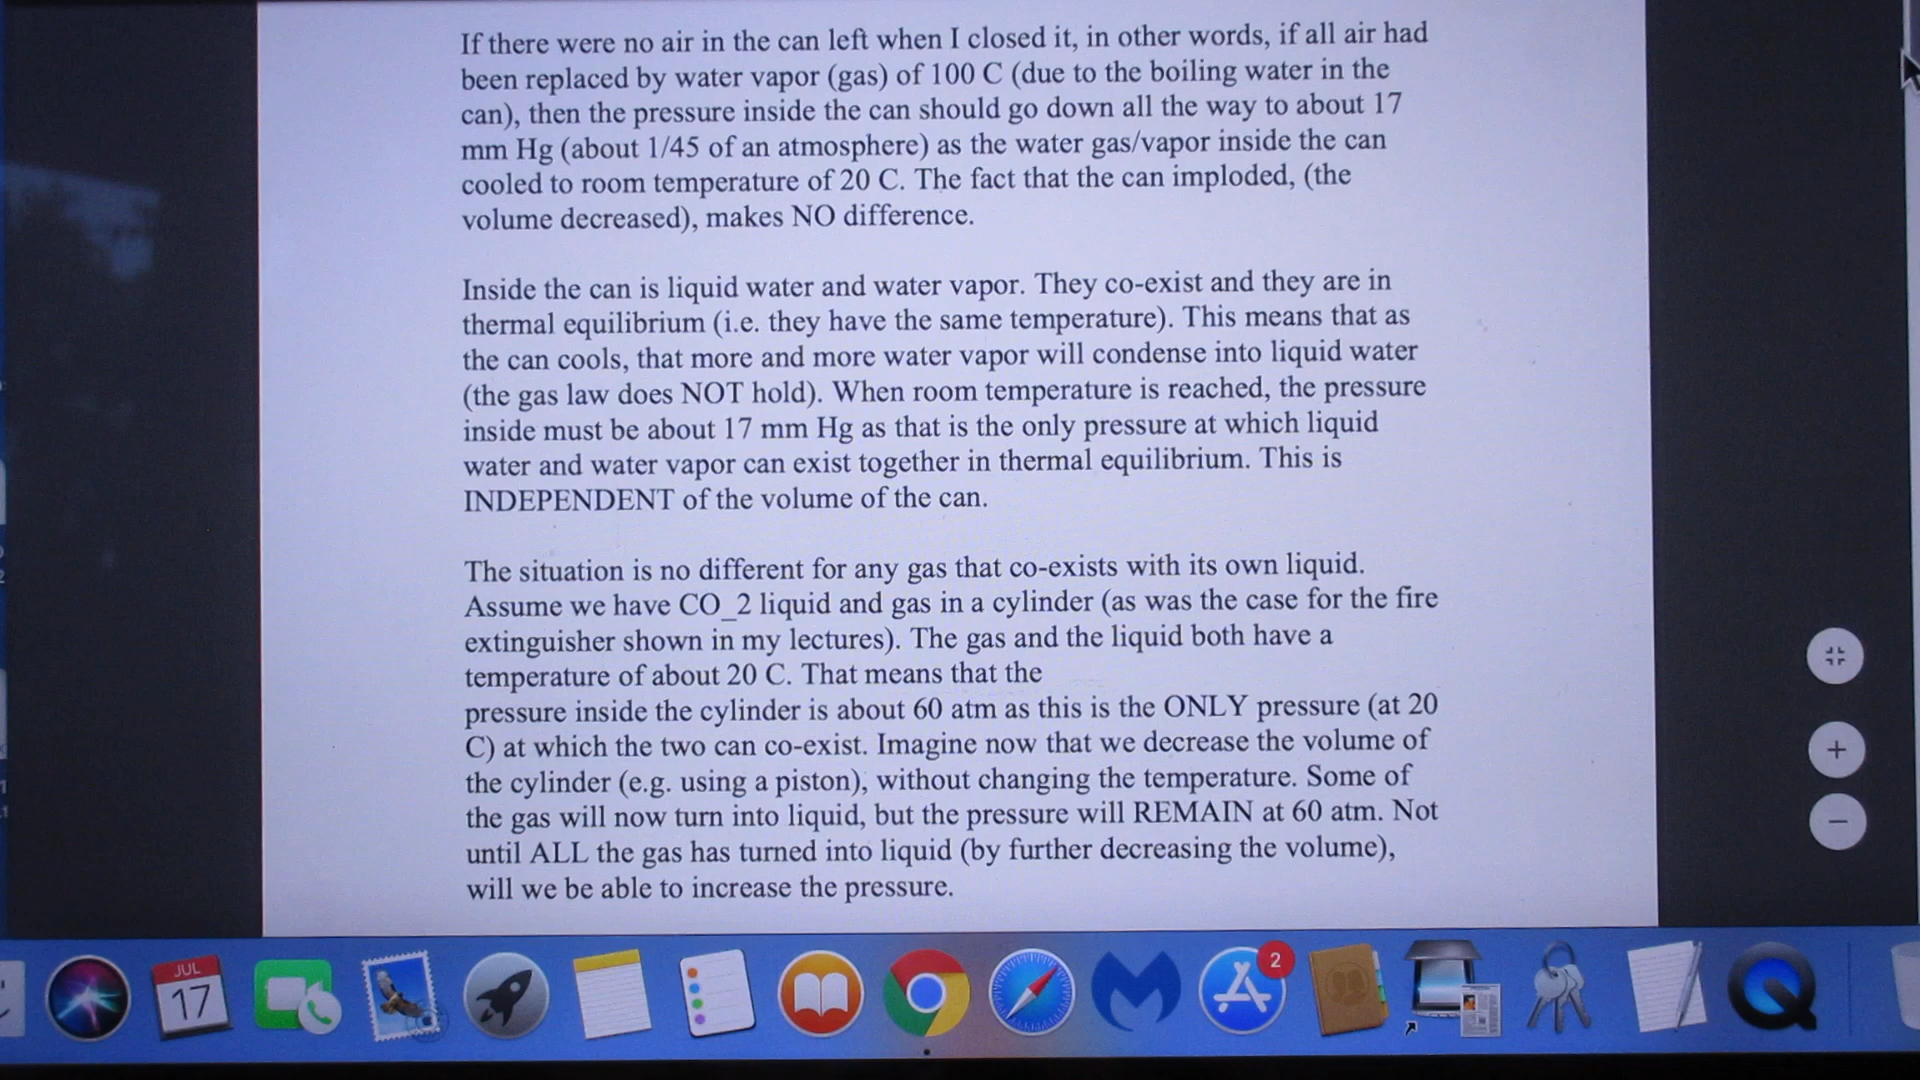 If there were no air in the can left when I closed it, in other words, if all air had
been replaced by water vapor (gas) of 100 C (due to the boiling water in the
can), then the pressure inside the can should go down all the way to about 17
mm Hg (about 1/45 of an atmosphere) as the water gas/vapor inside the can
cooled to room temperature of 20 C. The fact that the can imploded, (the
volume decreased), makes NO difference.
Inside the can is liquid water and water vapor. They co-exist and they are in
thermal equilibrium (i.e. they have the same temperature). This means that as
the can cools, that more and more water vapor will condense into liquid water
(the gas law does NOT hold). When room temperature is reached, the pressure
inside must be about 17 mm Hg as that is the only pressure at which liquid
water and water vapor can exist together in thermal equilibrium. This is
INDEPENDENT of the volume of the can.
The situation is no different for any gas that co-exists with its own liquid.
Assume we have CO_2 liquid and gas in a cylinder (as was the case for the fire
extinguisher shown in my lectures). The gas and the liquid both have a
temperature of about 20 C. That means that the
pressure inside the cylinder is about 60 atm as this is the ONLY pressure (at 20
C) at which the two can co-exist. Imagine now that we decrease the volume of
the cylinder (e.g. using a piston), without changing the temperature. Some of
the gas will now turn into liquid, but the pressure will REMAIN at 60 atm. Not
until ALL the gas has turned into liquid (by further decreasing the volume),
will we be able to increase the pressure.
JUL
17
2